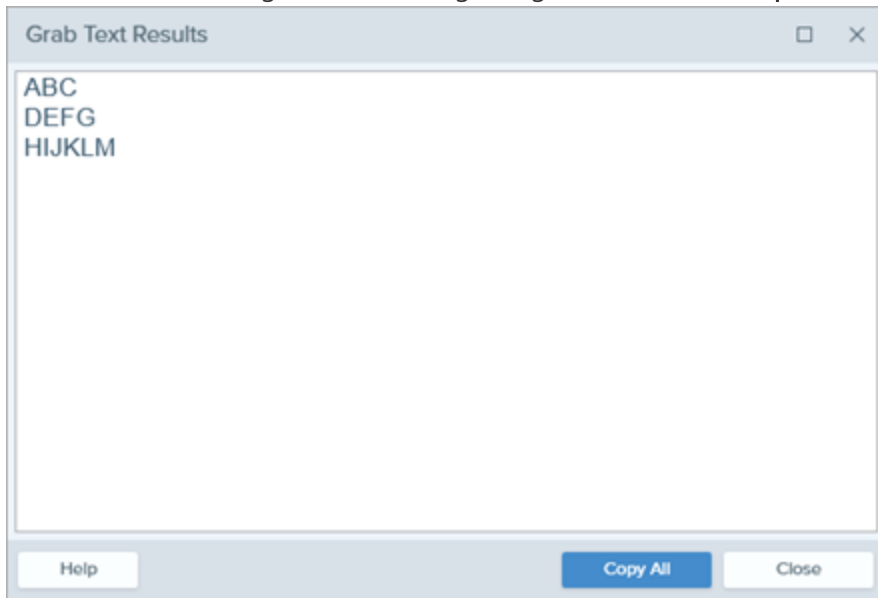 Grab Text Results
ABC
DEFG
HIJKLM
Help
Copy All
Close